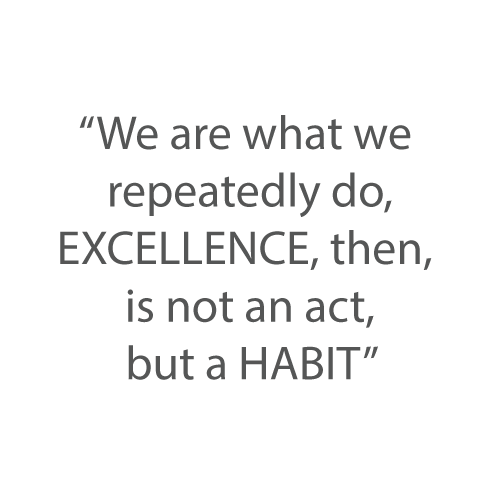 “We are what we
repeatedly do,
EXCELLENCE, then,
is not an act,
but a HABIT”